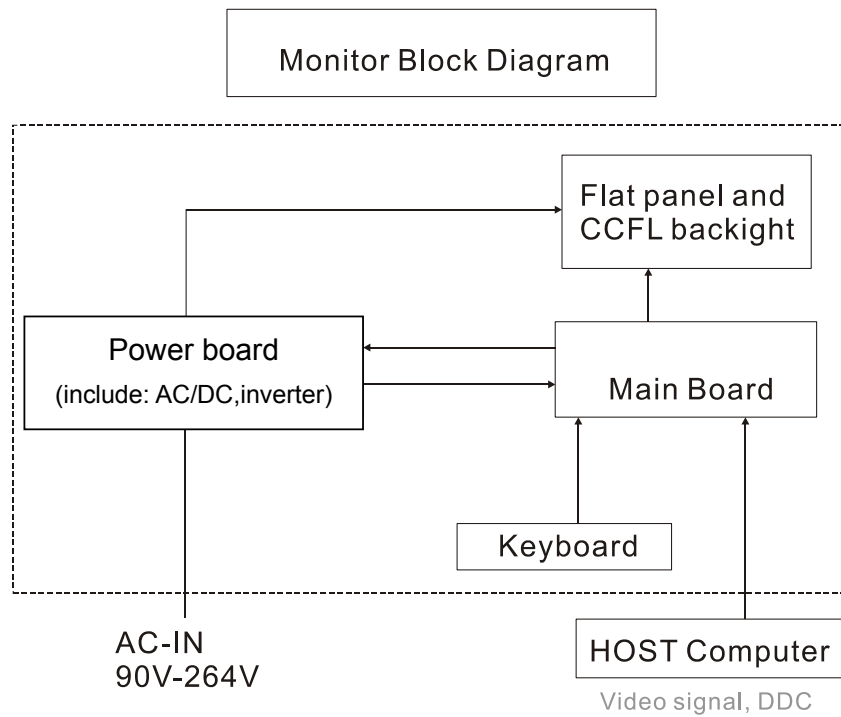 Monitor Block Diagram
Flat panel and
CCFL backight
Power board
(include: AC/DC,inverter)
Main Board
Keyboard
AC-IN
90V-264V
HOST Computer
Video signal, DDC